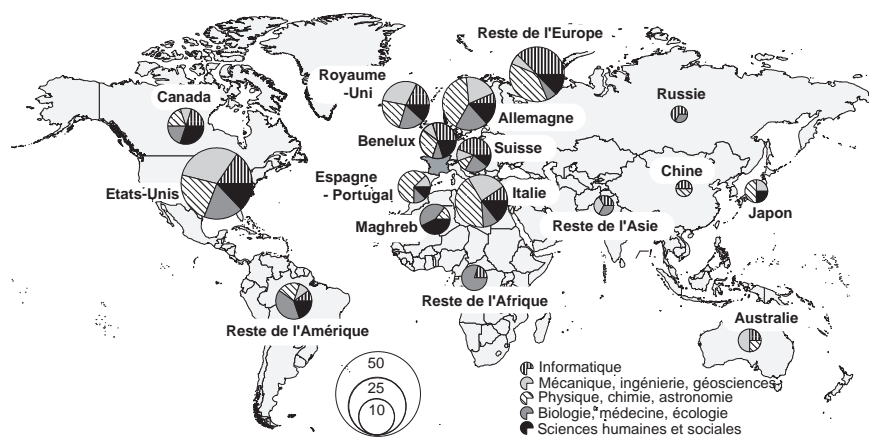 Reste de l'Europe
Royaume
-Uni
Canada
Russie
Allemagne
Benelux
Suisse
Chine
Espagne
- Portugal
Etats-Unis
Italie
Japon
Maghreb
Reste de l'Asie
Reste de l'Afrique
Reste de l'Amérique
Australie
50
25
10
Informatique
Mécanique, ingénierie, géosciences
Physique, chimie, astronomie
Biologie, médecine, écologie
Sciences humaines et sociales